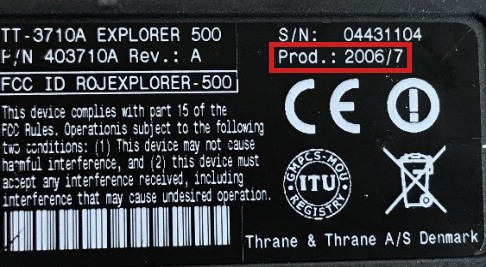 TT-3710A EXPLORER 500
P/N 403710A Rev.: A
FCC ID ROJEXPLORER-500
This device complies with part 15 of the
FCC Rules. Operationis subject to the following
two conditions: (1) This device may not cause
harmful interference, and (2) this device must
accept any interference received, including
interference that may cause undesired operation.
S/N: 04431104
Prod.: 2006/7
CE
GMPCS-MOU
ITU
REGISTRY
Thrane & Thrane A/S Denmark